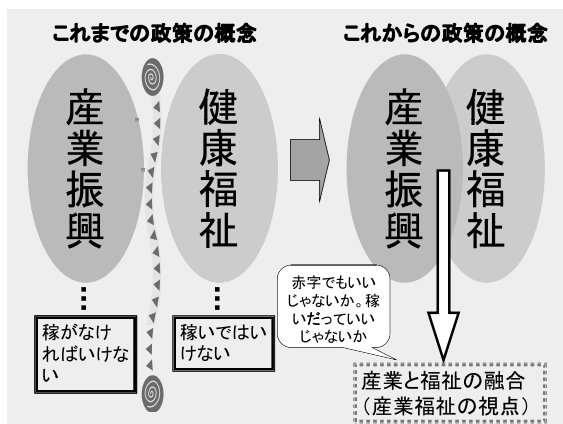 これまでの政策の概念
産業振興
健康福祉
稼がなけ
ればいけな
い
稼いではい
けない
これからの政策の概念
産業振興
健康福祉
赤字でもいい
じゃないか。稼
いだっていい
じゃないか
産業と福祉の融合
（産業福祉の視点）